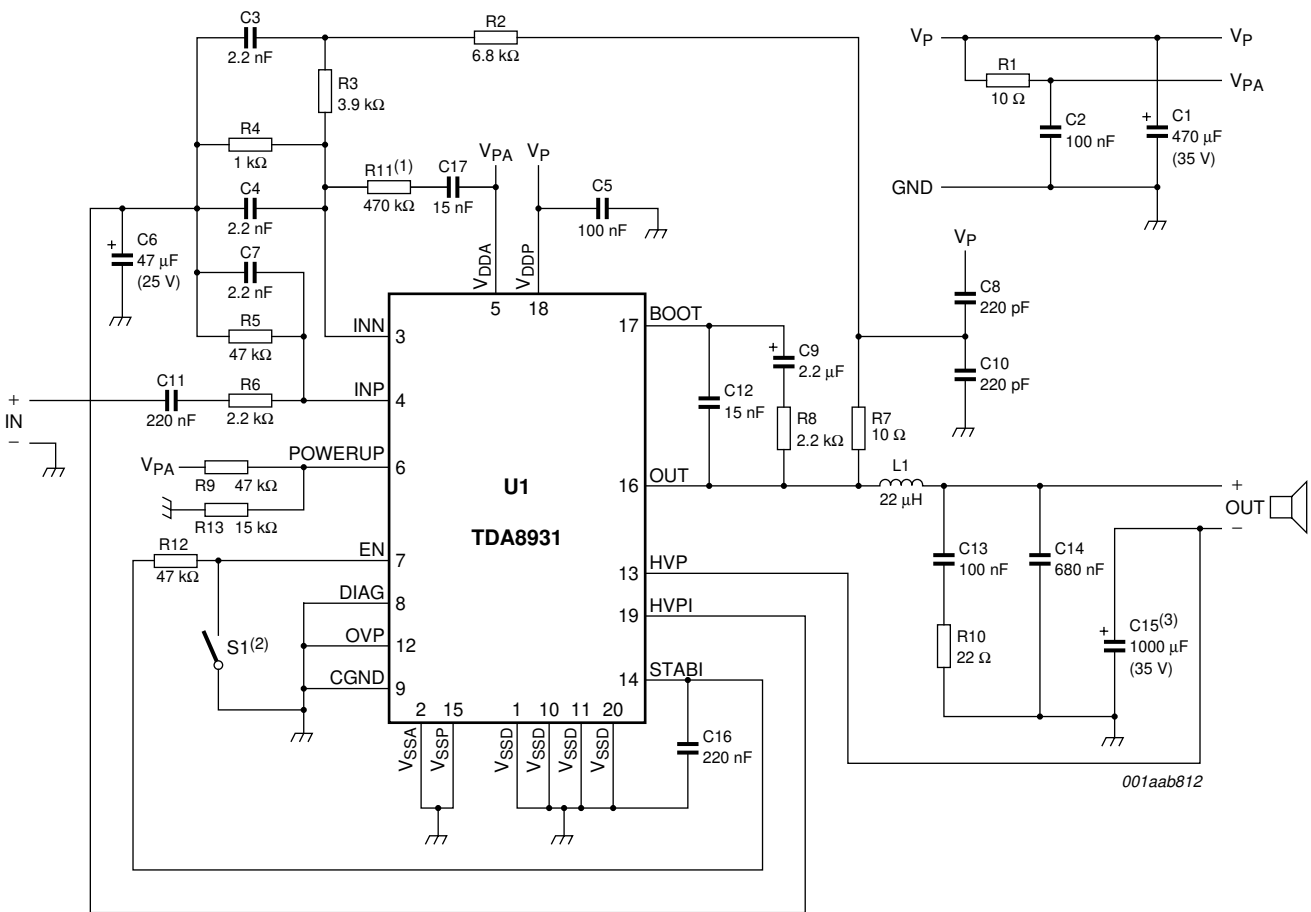 C3
2.2 nF
R2
6.8 kΩ
R3
3.9 kΩ
R4
1 kΩ
C4
2.2 nF
R11(1)
470 kΩ
C17
15 nF
VPA
VP
C5
100 nF
C6
47 μF
(25 V)
C7
2.2 nF
R5
47 kΩ
VP
VP
R1
10 Ω
VPA
C2
100 nF
C1
470 μF
(35 V)
GND
VP
C8
220 pF
C10
220 pF
VDDA
VDDP
5
18
INN
3
INP
4
C11
220 nF
R6
2.2 kΩ
+
IN
−
POWERUP
6
VPA
R9
47 kΩ
R13
15 kΩ
R12
47 kΩ
EN
7
DIAG
8
OVP
12
CGND
9
S1(2)
U1
TDA8931
17
BOOT
+
C9
2.2 μF
C12
15 nF
R8
2.2 kΩ
R7
10 Ω
16
OUT
L1
22 μH
+
OUT
−
13
HVP
19
HVPI
14
STABI
C13
100 nF
C14
680 nF
R10
22 Ω
+
C15(3)
1000 μF
(35 V)
2
15
1
10
11
20
VSSA
VSSP
VSSD
VSSD
VSSD
VSSD
C16
220 nF
001aab812